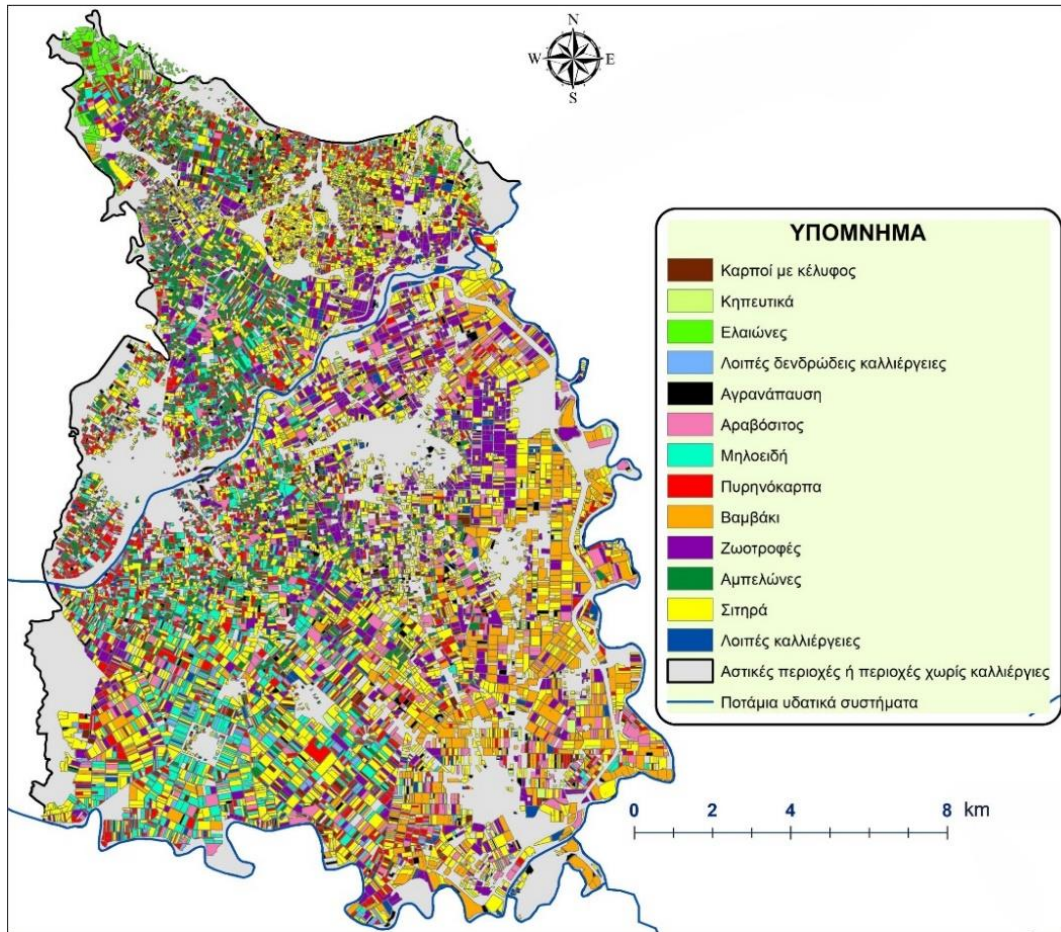 N
W E
S
ΥΠΟΜΝΗΜΑ
Καρποί με κέλυφος
Κηπευτικά
Ελαιώνες
Λοιπές δενδρώδεις καλλιέργειες
Αγρανάπαυση
Αραβόσιτος
Μηλοειδή
Πυρηνόκαρπα
Βαμβάκι
Ζωοτροφές
Αμπελώνες
Σιτηρά
Λοιπές καλλιέργειες
Αστικές περιοχές ή περιοχές χωρίς καλλιέργιες
Ποτάμια υδατικά συστήματα
0 2 4 8 km